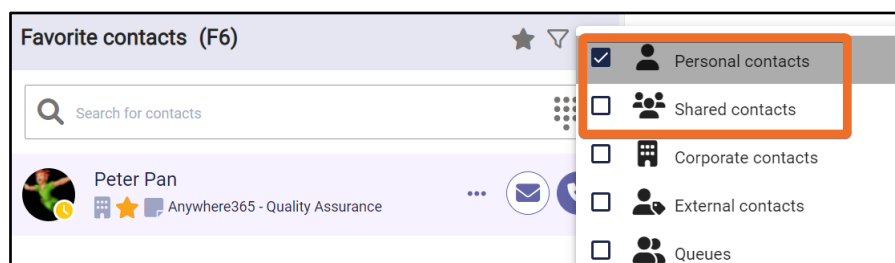 Favorite contacts (F6)
Search for contacts
Peter Pan
Anywhere365 - Quality Assurance
Personal contacts
Shared contacts
Corporate contacts
External contacts
Queues